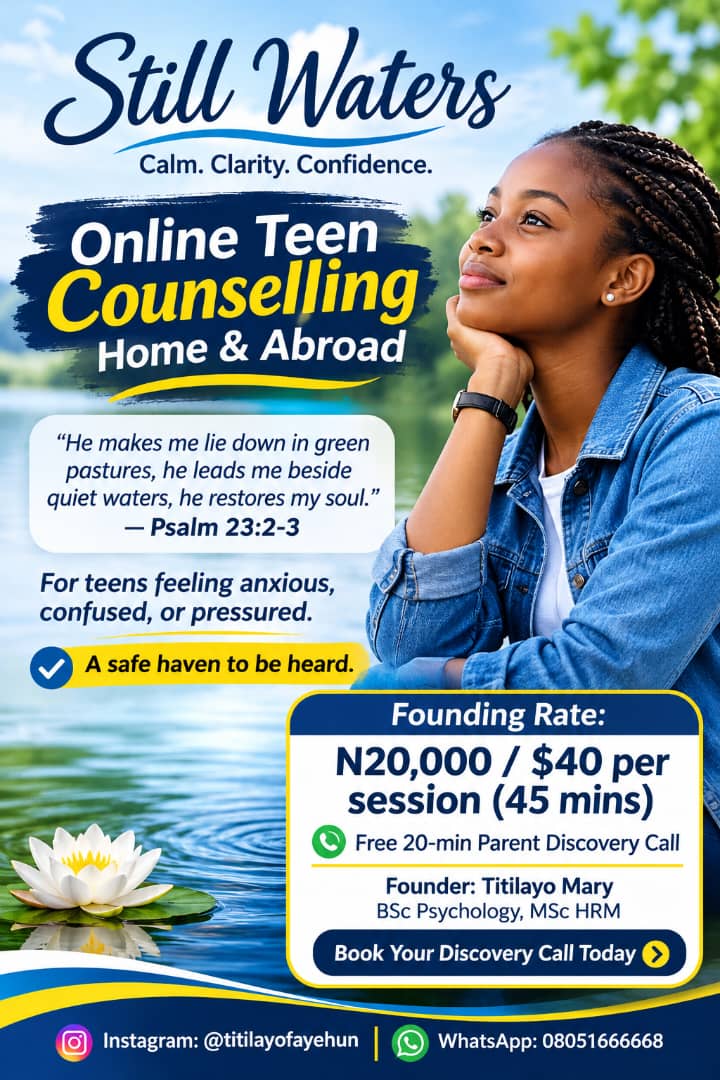 Still Waters
Calm. Clarity. Confidence.
Online Teen
Counselling
Home & Abroad
“He makes me lie down in green
pastures, he leads me beside
quiet waters, he restores my soul.”
— Psalm 23:2-3
For teens feeling anxious,
confused, or pressured.
A safe haven to be heard.
Founding Rate:
N20,000 / $40 per
session (45 mins)
Free 20-min Parent Discovery Call
Founder: Titilayo Mary
BSc Psychology, MSc HRM
Book Your Discovery Call Today
Instagram: @titilayofayehun | WhatsApp: 08051666668